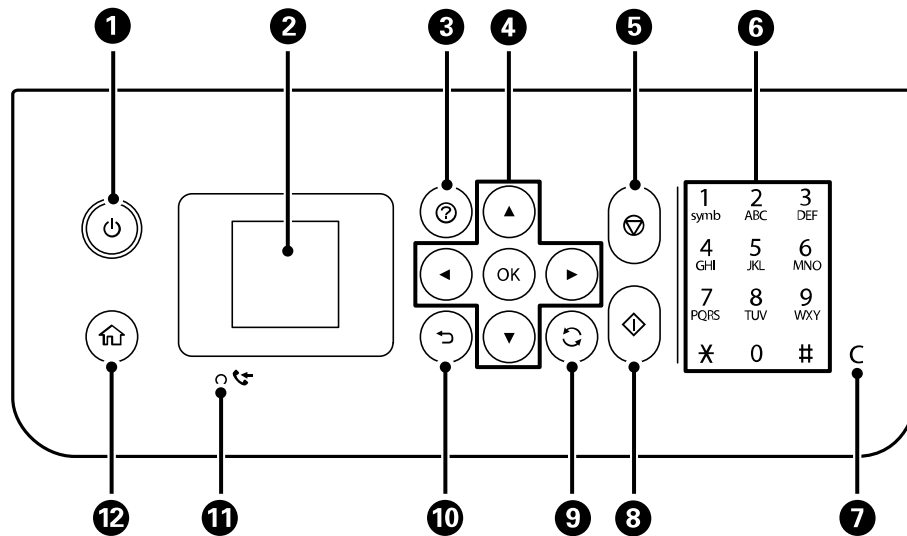 1 2 3 4 5 6
1 2 3
symb ABC DEF
OK
4 5 6
GHI JKL MNO
7 8 9
PQRS TUV WXY
* 0 #
C
12 11 10 9 8 7